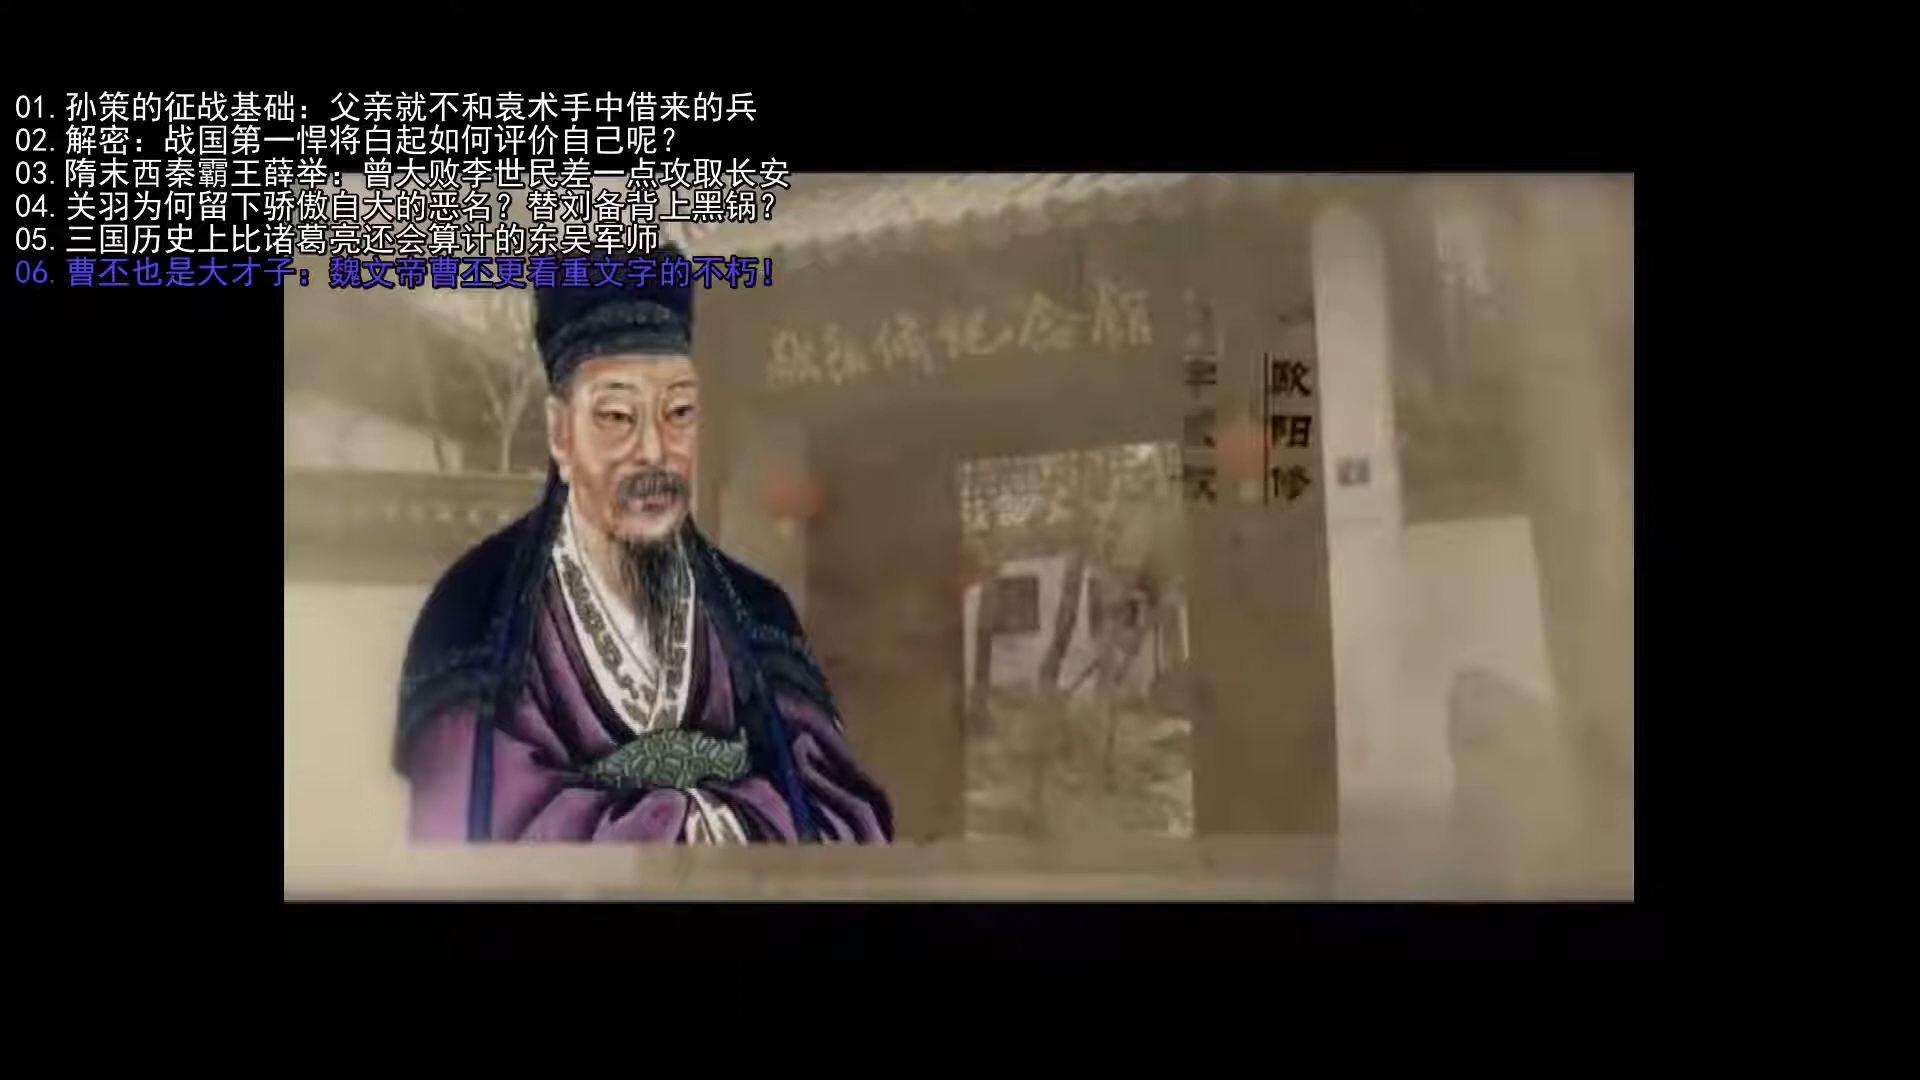 01. 孙策的征战基础：父亲就不和袁术手中借来的兵
02. 解密：战国第一悍将白起如何评价自己呢？
03. 隋末西秦霸王薛举：曾大败李世民差一点攻取长安
04. 关羽为何留下骄傲自大的恶名？替刘备背上黑锅？
05. 三国历史上比诸葛亮还会算计的东吴军师
06. 曹丕也是大才子：魏文帝曹丕更看重文字的不朽！
欧阳修纪念馆
欧阳修